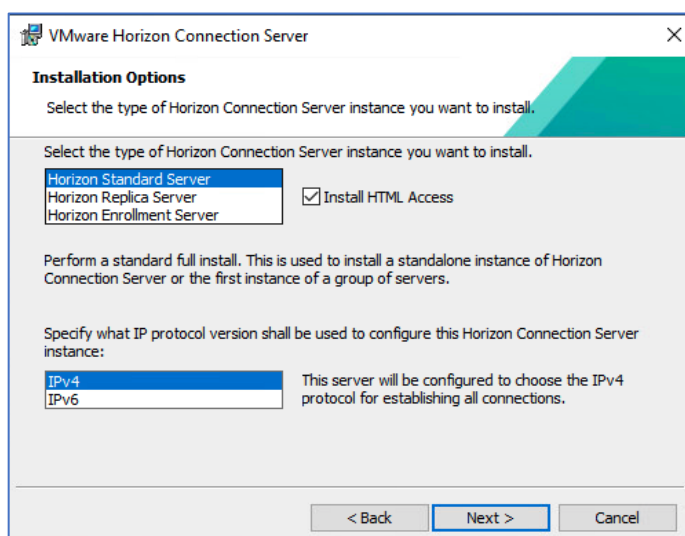 VMware Horizon Connection Server
Installation Options
Select the type of Horizon Connection Server instance you want to install.
Select the type of Horizon Connection Server instance you want to install.
Horizon Standard Server
Horizon Replica Server
Horizon Enrollment Server
Install HTML Access
Perform a standard full install. This is used to install a standalone instance of Horizon
Connection Server or the first instance of a group of servers.
Specify what IP protocol version shall be used to configure this Horizon Connection Server
instance:
IPv4
IPv6
This server will be configured to choose the IPv4
protocol for establishing all connections.
< Back
Next >
Cancel